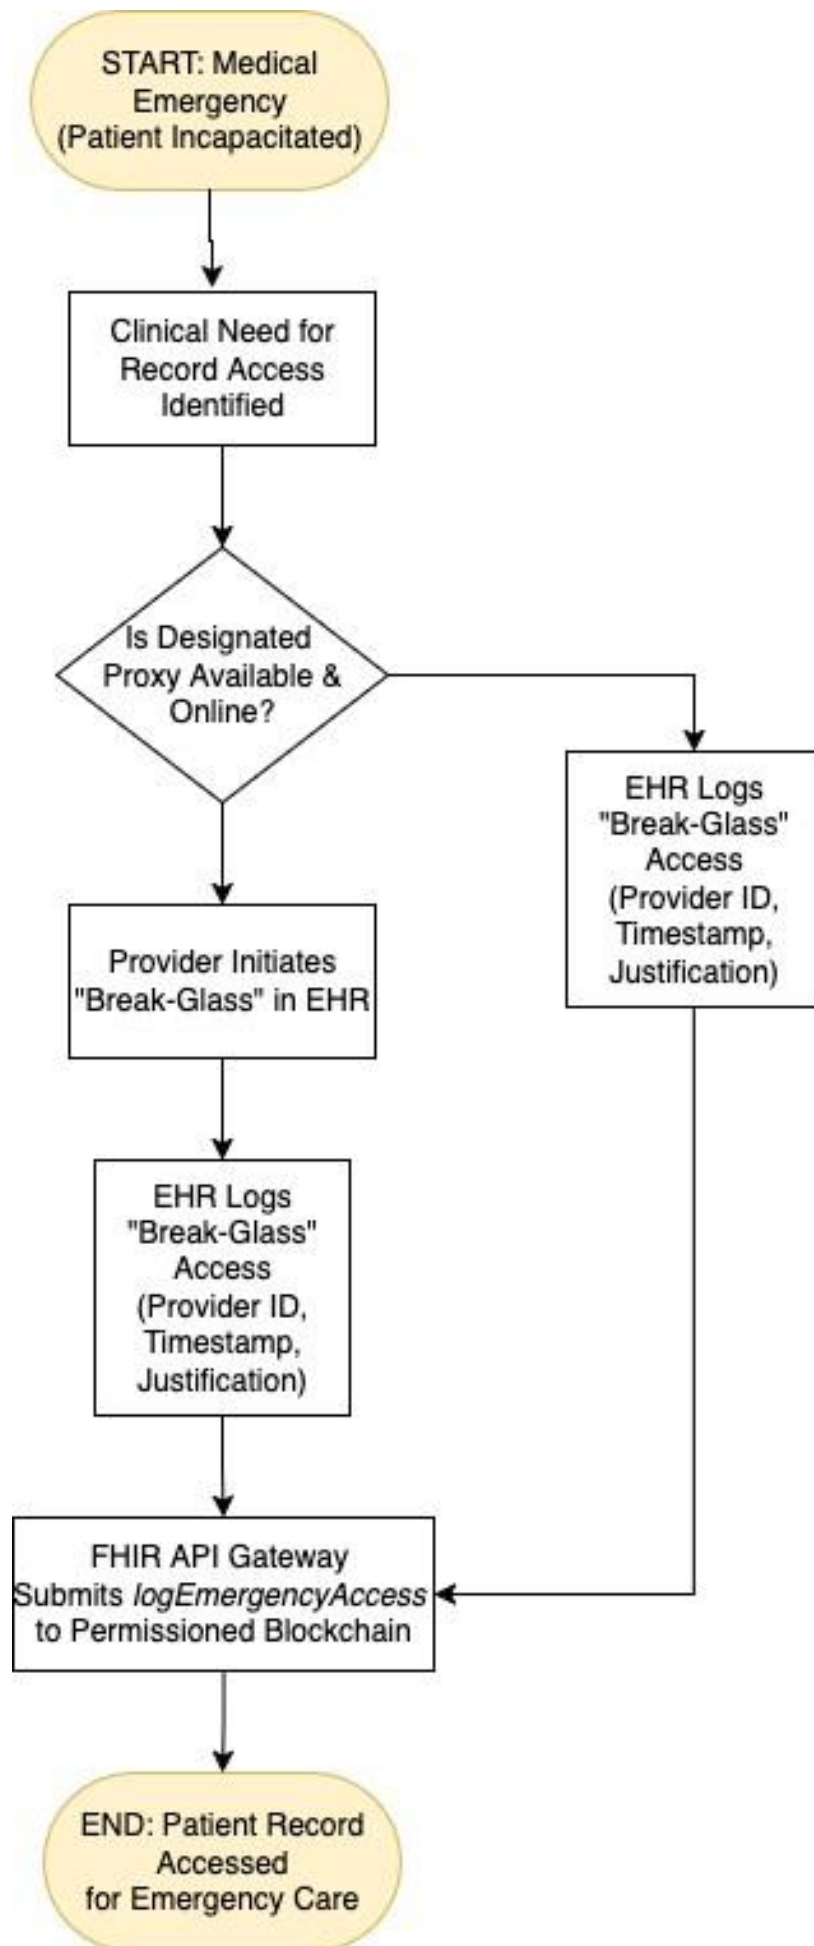 START: Medical
Emergency
(Patient Incapacitated)
Clinical Need for
Record Access
Identified
Is Designated
Proxy Available &
Online?
EHR Logs
"Break-Glass"
Access
(Provider ID,
Timestamp,
Justification)
Provider Initiates
"Break-Glass" in EHR
EHR Logs
"Break-Glass"
Access
(Provider ID,
Timestamp,
Justification)
FHIR API Gateway
Submits logEmergencyAccess
to Permissioned Blockchain
END: Patient Record
Accessed
for Emergency Care